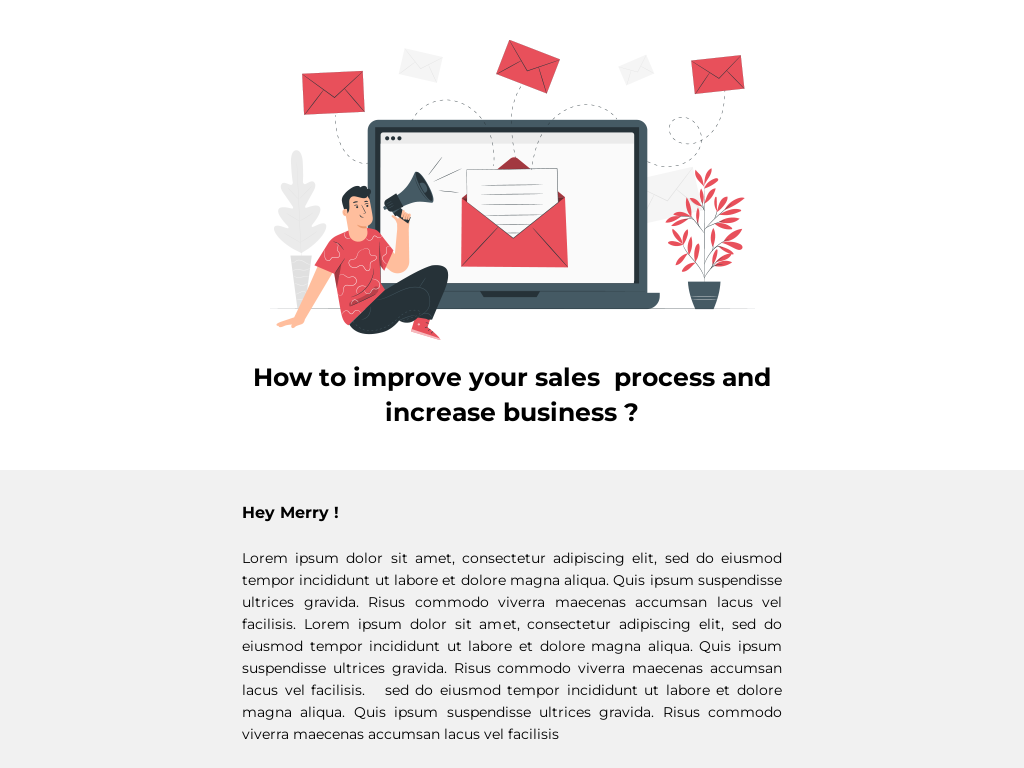 How to improve your sales  process and
increase business ?
Hey Merry !
Lorem ipsum dolor sit amet, consectetur adipiscing elit, sed do eiusmod
tempor incididunt ut labore et dolore magna aliqua. Quis ipsum suspendisse
ultrices gravida. Risus commodo viverra maecenas accumsan lacus vel
facilisis. Lorem ipsum dolor sit amet, consectetur adipiscing elit, sed do
eiusmod tempor incididunt ut labore et dolore magna aliqua. Quis ipsum
suspendisse ultrices gravida. Risus commodo viverra maecenas accumsan
lacus vel facilisis.   sed do eiusmod tempor incididunt ut labore et dolore
magna aliqua. Quis ipsum suspendisse ultrices gravida. Risus commodo
viverra maecenas accumsan lacus vel facilisis